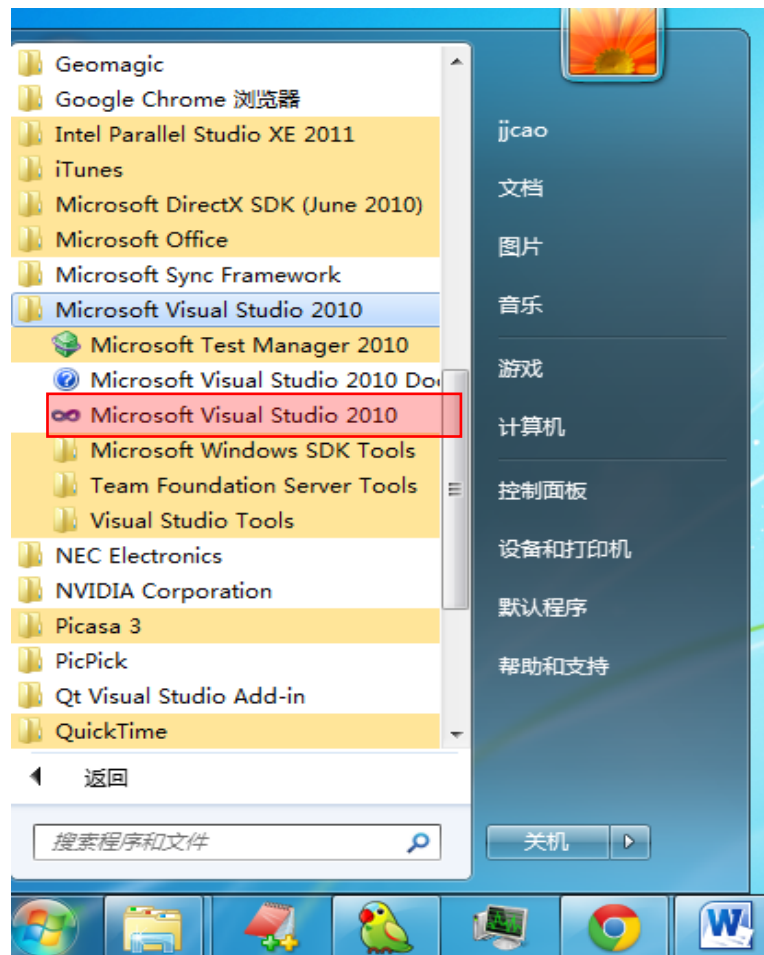 Geomagic
Google Chrome 浏览器
Intel Parallel Studio XE 2011
iTunes
Microsoft DirectX SDK (June 2010)
Microsoft Office
Microsoft Sync Framework
Microsoft Visual Studio 2010
Microsoft Test Manager 2010
Microsoft Visual Studio 2010 Do
Microsoft Visual Studio 2010
Microsoft Windows SDK Tools
Team Foundation Server Tools
Visual Studio Tools
NEC Electronics
NVIDIA Corporation
Picasa 3
PicPick
Qt Visual Studio Add-in
QuickTime
返回
搜索程序和文件
jjcao
文档
图片
音乐
游戏
计算机
控制面板
设备和打印机
默认程序
帮助和支持
关机
W